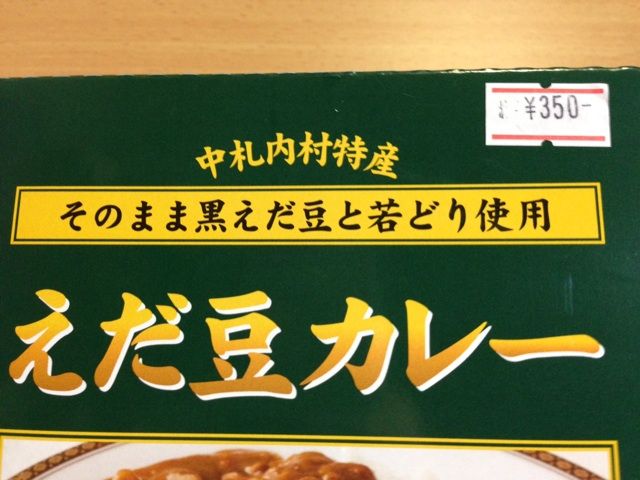 ¥350-
中札内村特産
そのまま黒えだ豆と若どり使用
えだ豆カレー